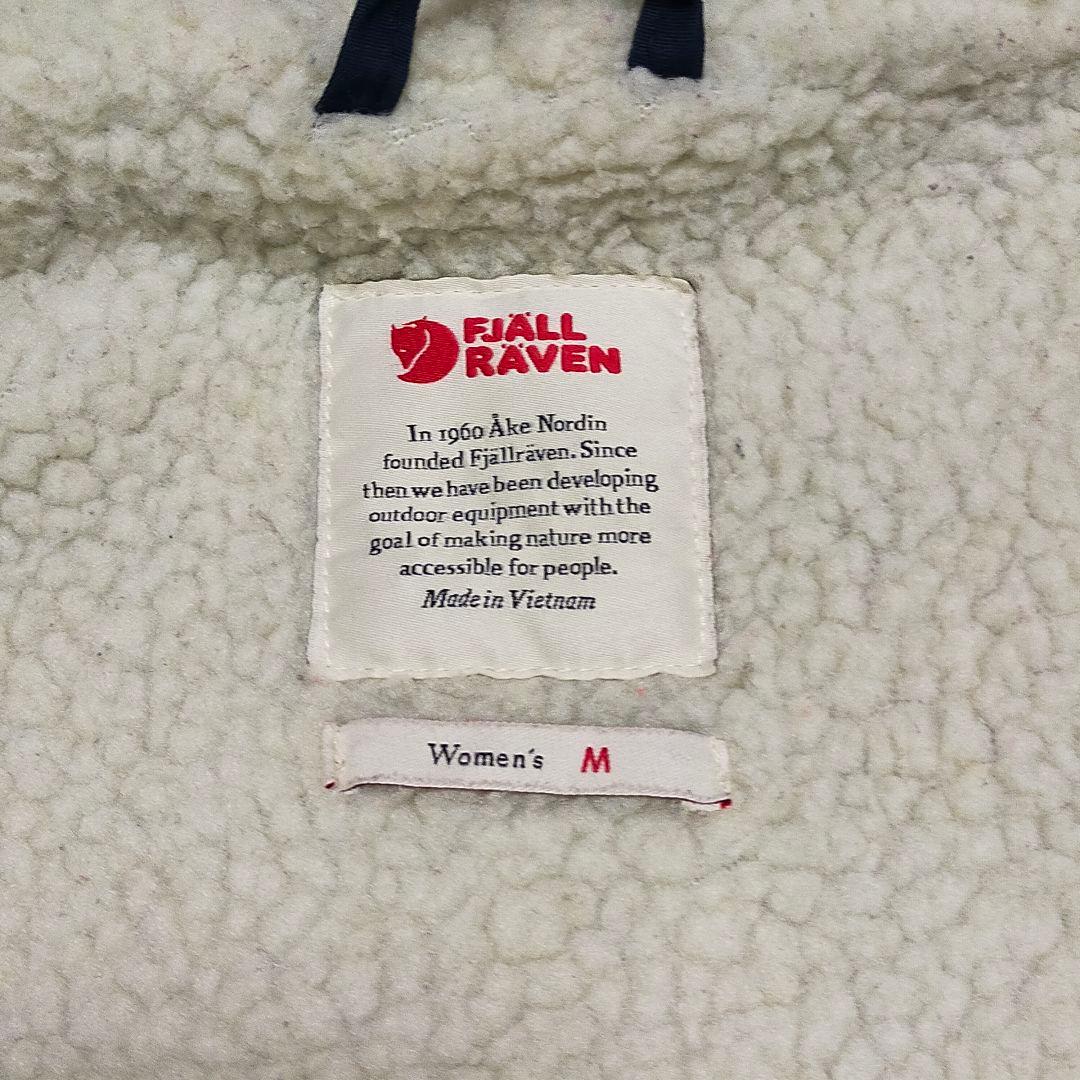 FJÄLL
RÄVEN
In 1960 Åke Nordin
founded Fjällräven. Since
then we have been developing
outdoor equipment with the
goal of making nature more
accessible for people.
Made in Vietnam
Women's M